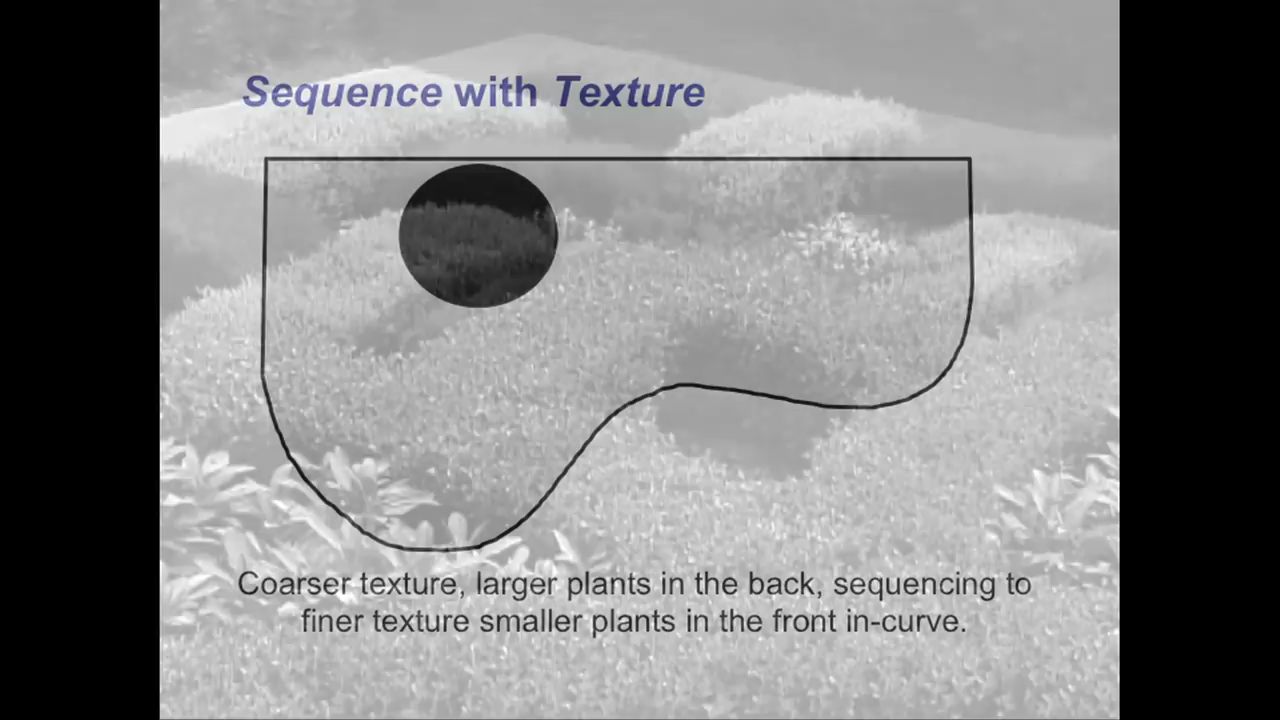 Sequence with Texture
Coarser texture, larger plants in the back, sequencing to
finer texture smaller plants in the front in-curve.